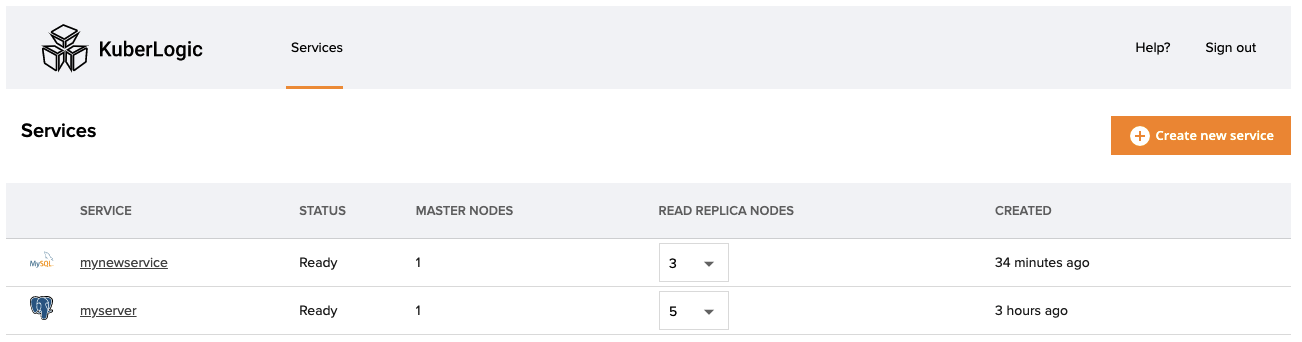 KuberLogic Services Help? Sign out
Services
Create new service
SERVICE STATUS MASTER NODES READ REPLICA NODES CREATED
MySQL mynewservice Ready 1 3 34 minutes ago
myserver Ready 1 5 3 hours ago